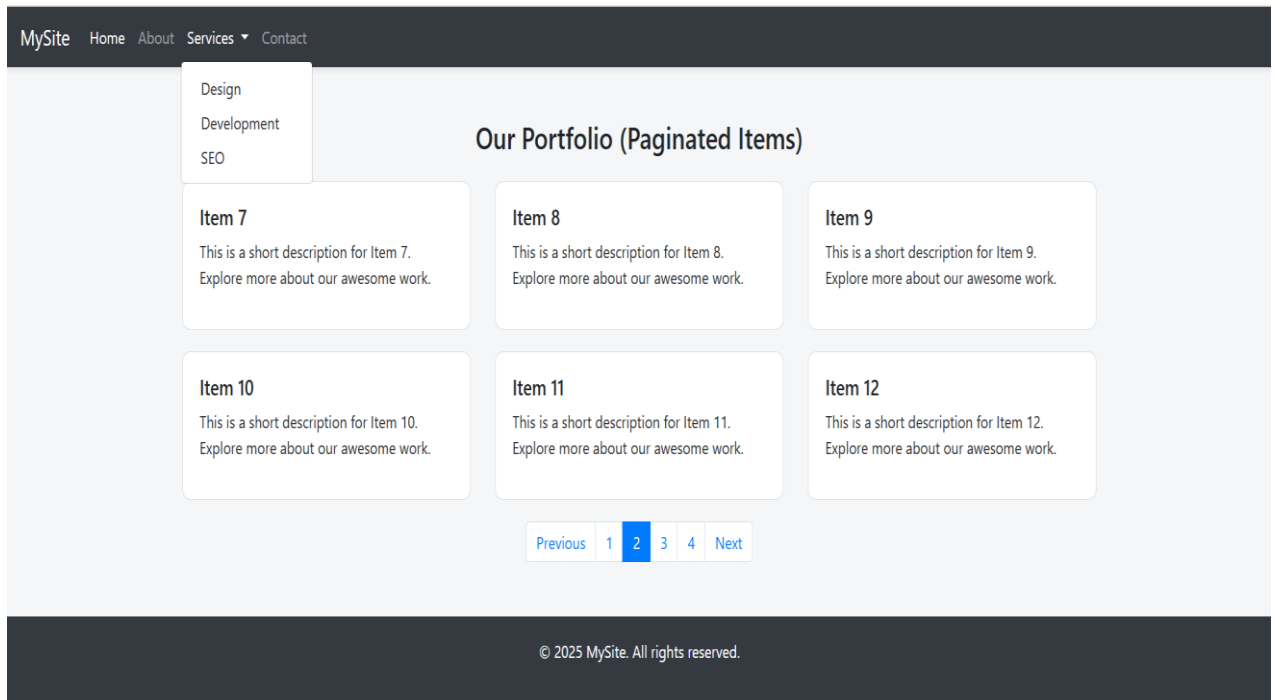 MySite Home About Services Contact
Design
Development
SEO
Our Portfolio (Paginated Items)
Item 7
This is a short description for Item 7.
Explore more about our awesome work.
Item 8
This is a short description for Item 8.
Explore more about our awesome work.
Item 9
This is a short description for Item 9.
Explore more about our awesome work.
Item 10
This is a short description for Item 10.
Explore more about our awesome work.
Item 11
This is a short description for Item 11.
Explore more about our awesome work.
Item 12
This is a short description for Item 12.
Explore more about our awesome work.
Previous 1 2 3 4 Next
© 2025 MySite. All rights reserved.